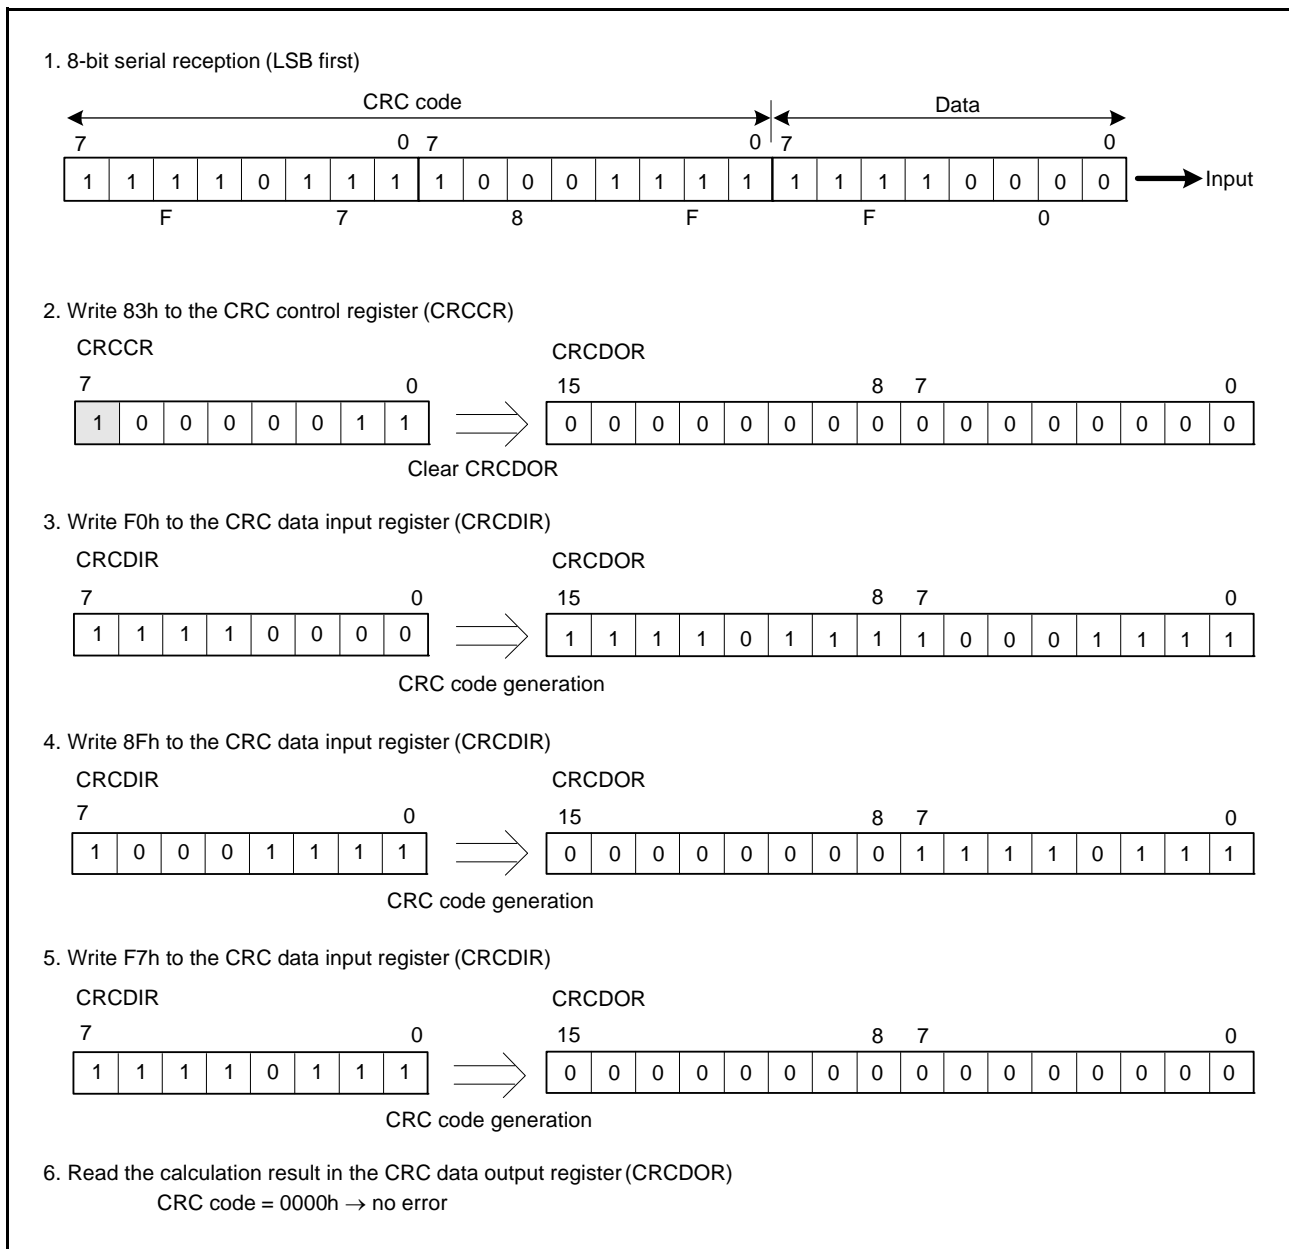 1. 8-bit serial reception (LSB first)
CRC code Data
7 0 7 0 7 0
1 1 1 1 0 1 1 1 1 0 0 0 1 1 1 1 1 1 1 1 0 0 0 0 Input
F 7 8 F F 0
2. Write 83h to the CRC control register (CRCCR)
CRCCR CRCDOR
7 0 15 8 7 0
1 0 0 0 0 0 1 1 0 0 0 0 0 0 0 0 0 0 0 0 0 0 0 0
Clear CRCDOR
3. Write F0h to the CRC data input register (CRCDIR)
CRCDIR CRCDOR
7 0 15 8 7 0
1 1 1 1 0 0 0 0 1 1 1 1 0 1 1 1 1 0 0 0 1 1 1 1
CRC code generation
4. Write 8Fh to the CRC data input register (CRCDIR)
CRCDIR CRCDOR
7 0 15 8 7 0
1 0 0 0 1 1 1 1 0 0 0 0 0 0 0 0 1 1 1 1 0 1 1 1
CRC code generation
5. Write F7h to the CRC data input register (CRCDIR)
CRCDIR CRCDOR
7 0 15 8 7 0
1 1 1 1 0 1 1 1 0 0 0 0 0 0 0 0 0 0 0 0 0 0 0 0
CRC code generation
6. Read the calculation result in the CRC data output register (CRCDOR)
CRC code = 0000h → no error